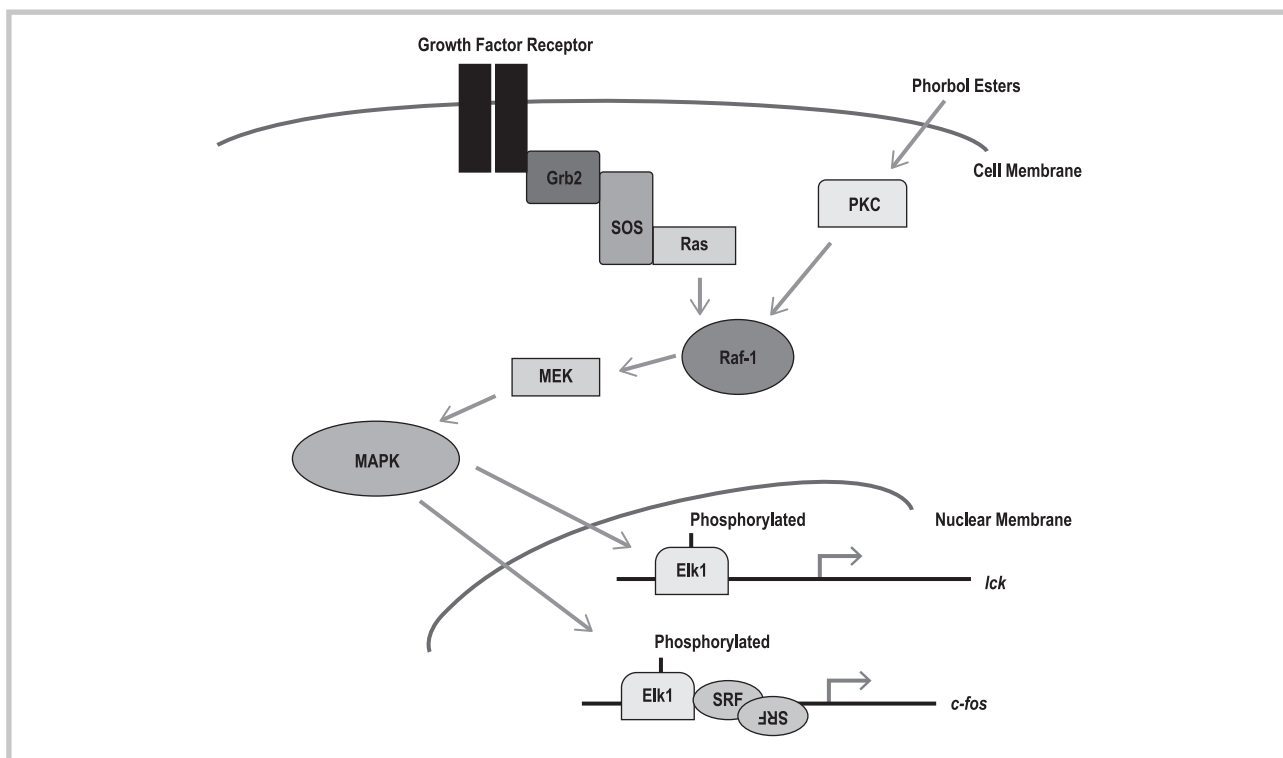 Growth Factor Receptor
Phorbol Esters
Cell Membrane
Grb2
PKC
SOS
Ras
Raf-1
MEK
MAPK
Phosphorylated
Nuclear Membrane
Elk1
lck
Phosphorylated
Elk1
SRF
SRF
c-fos